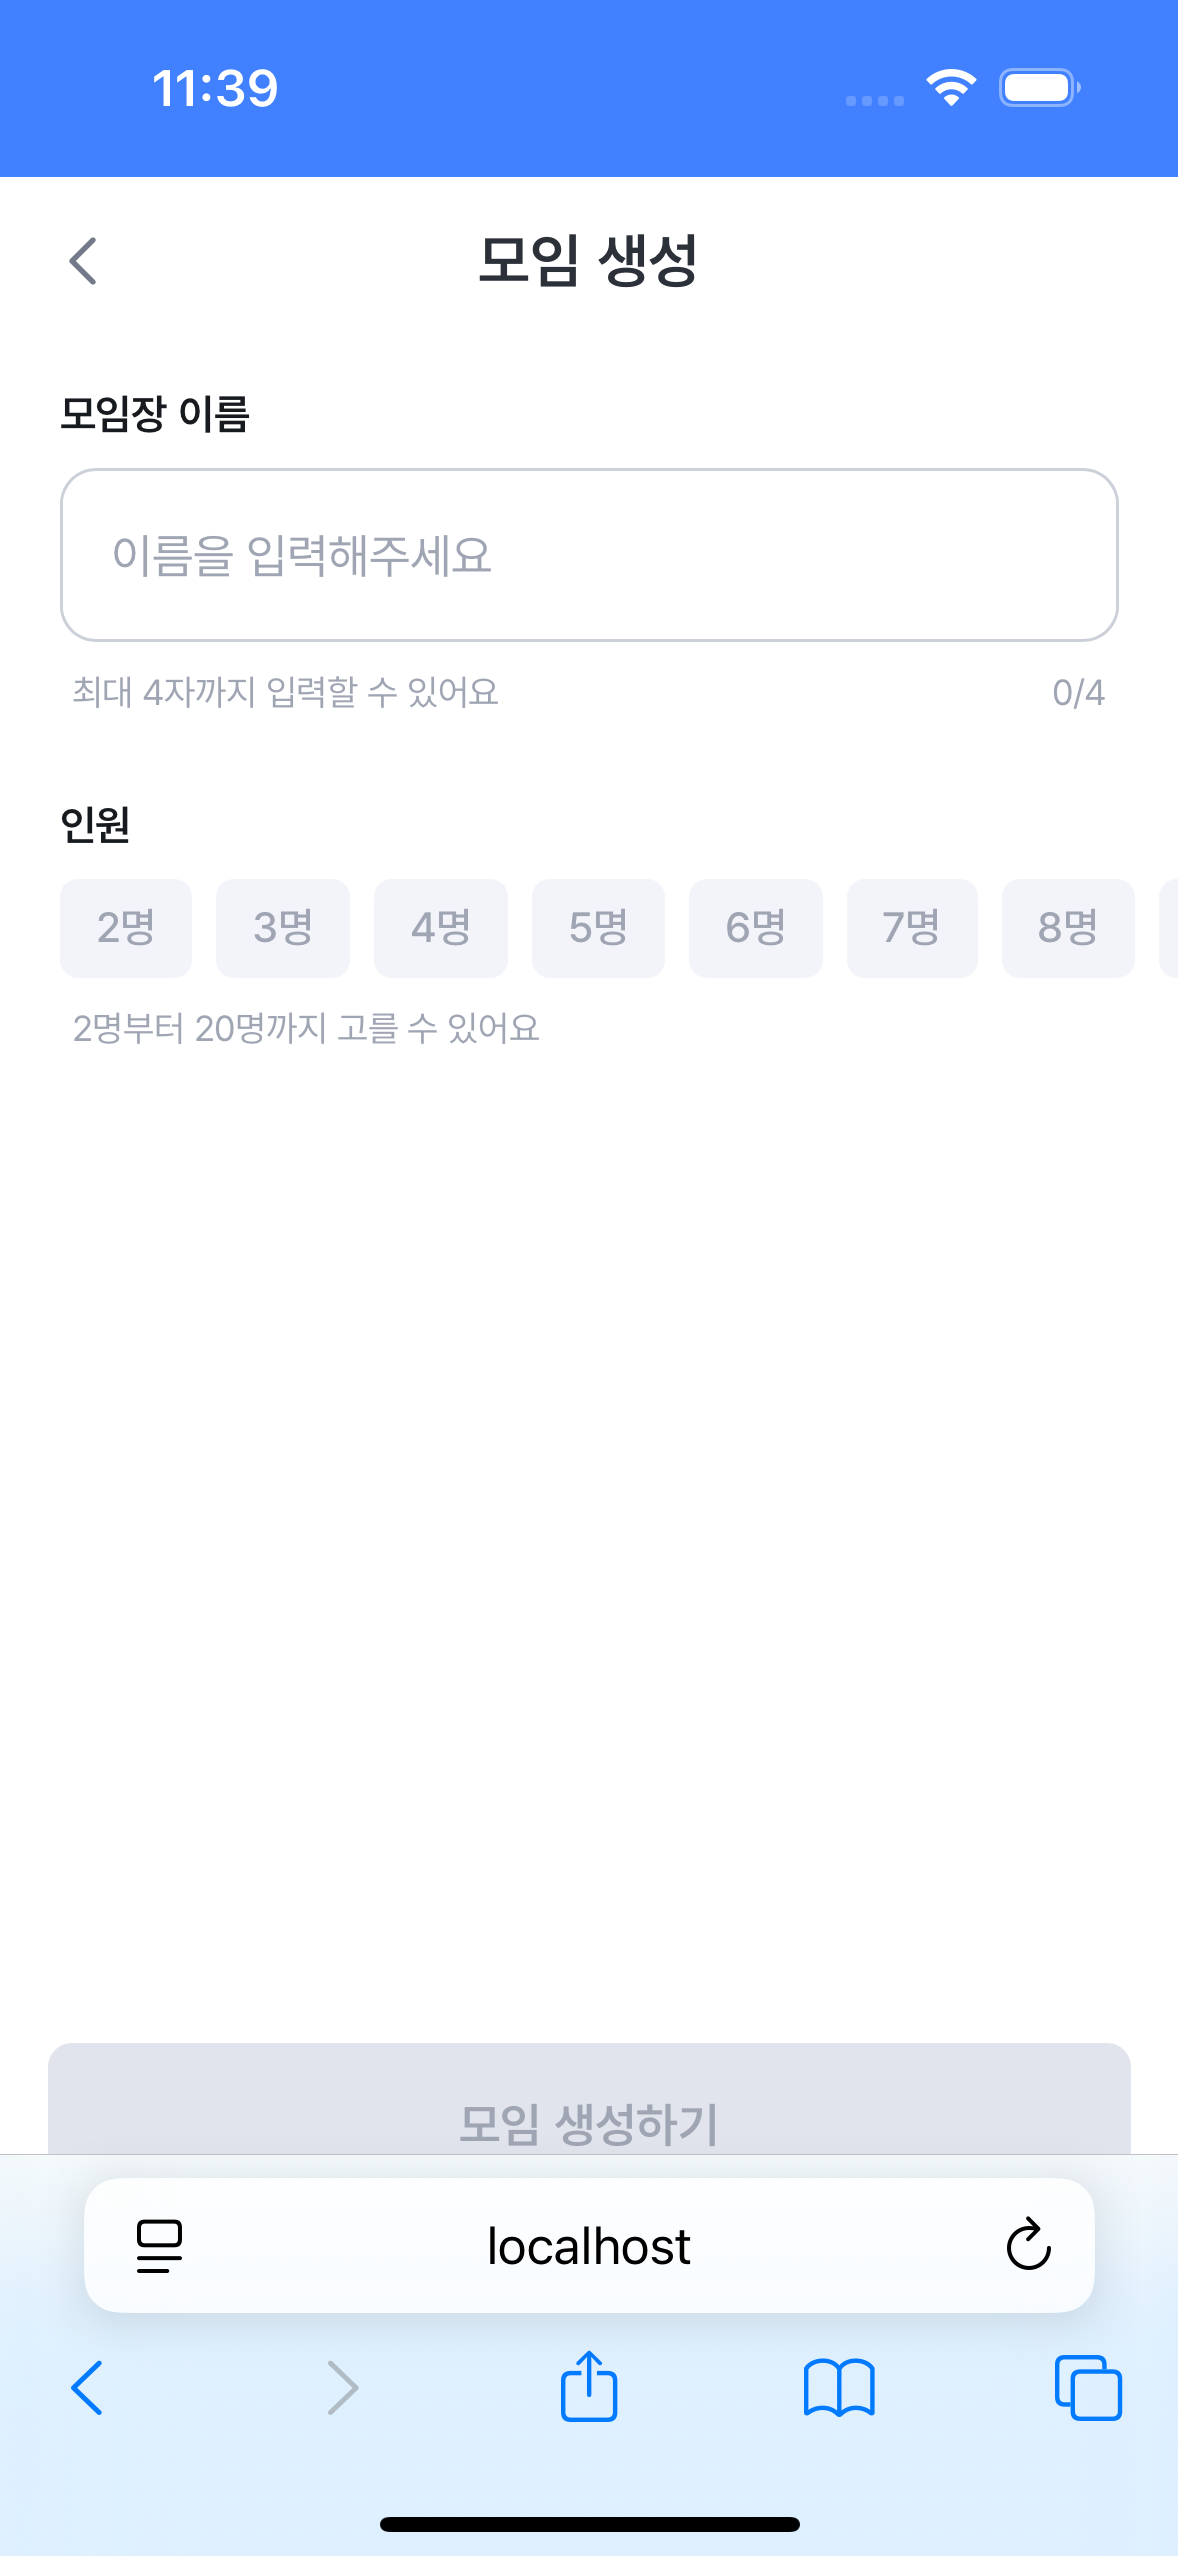 11:39
모임 생성
모임장 이름
이름을 입력해주세요
최대 4자까지 입력할 수 있어요 0/4
인원
2명 3명 4명 5명 6명 7명 8명
2명부터 20명까지 고를 수 있어요
모임 생성하기
localhost